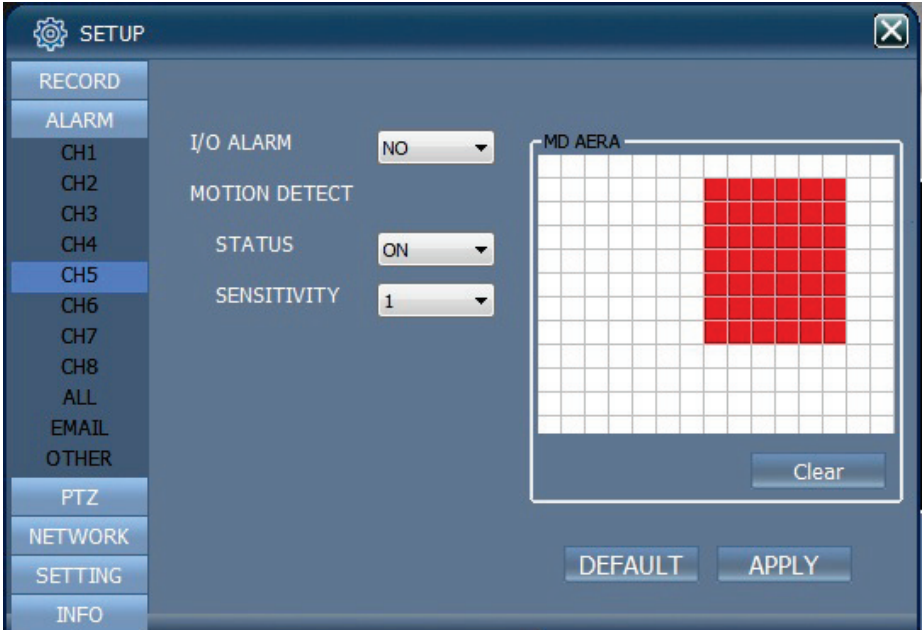 SETUP
RECORD
ALARM
CH1
CH2
CH3
CH4
CH5
CH6
CH7
CH8
ALL
EMAIL
OTHER
PTZ
NETWORK
SETTING
INFO
I/O ALARM NO
MOTION DETECT
STATUS ON
SENSITIVITY 1
MD AERA
Clear
DEFAULT APPLY